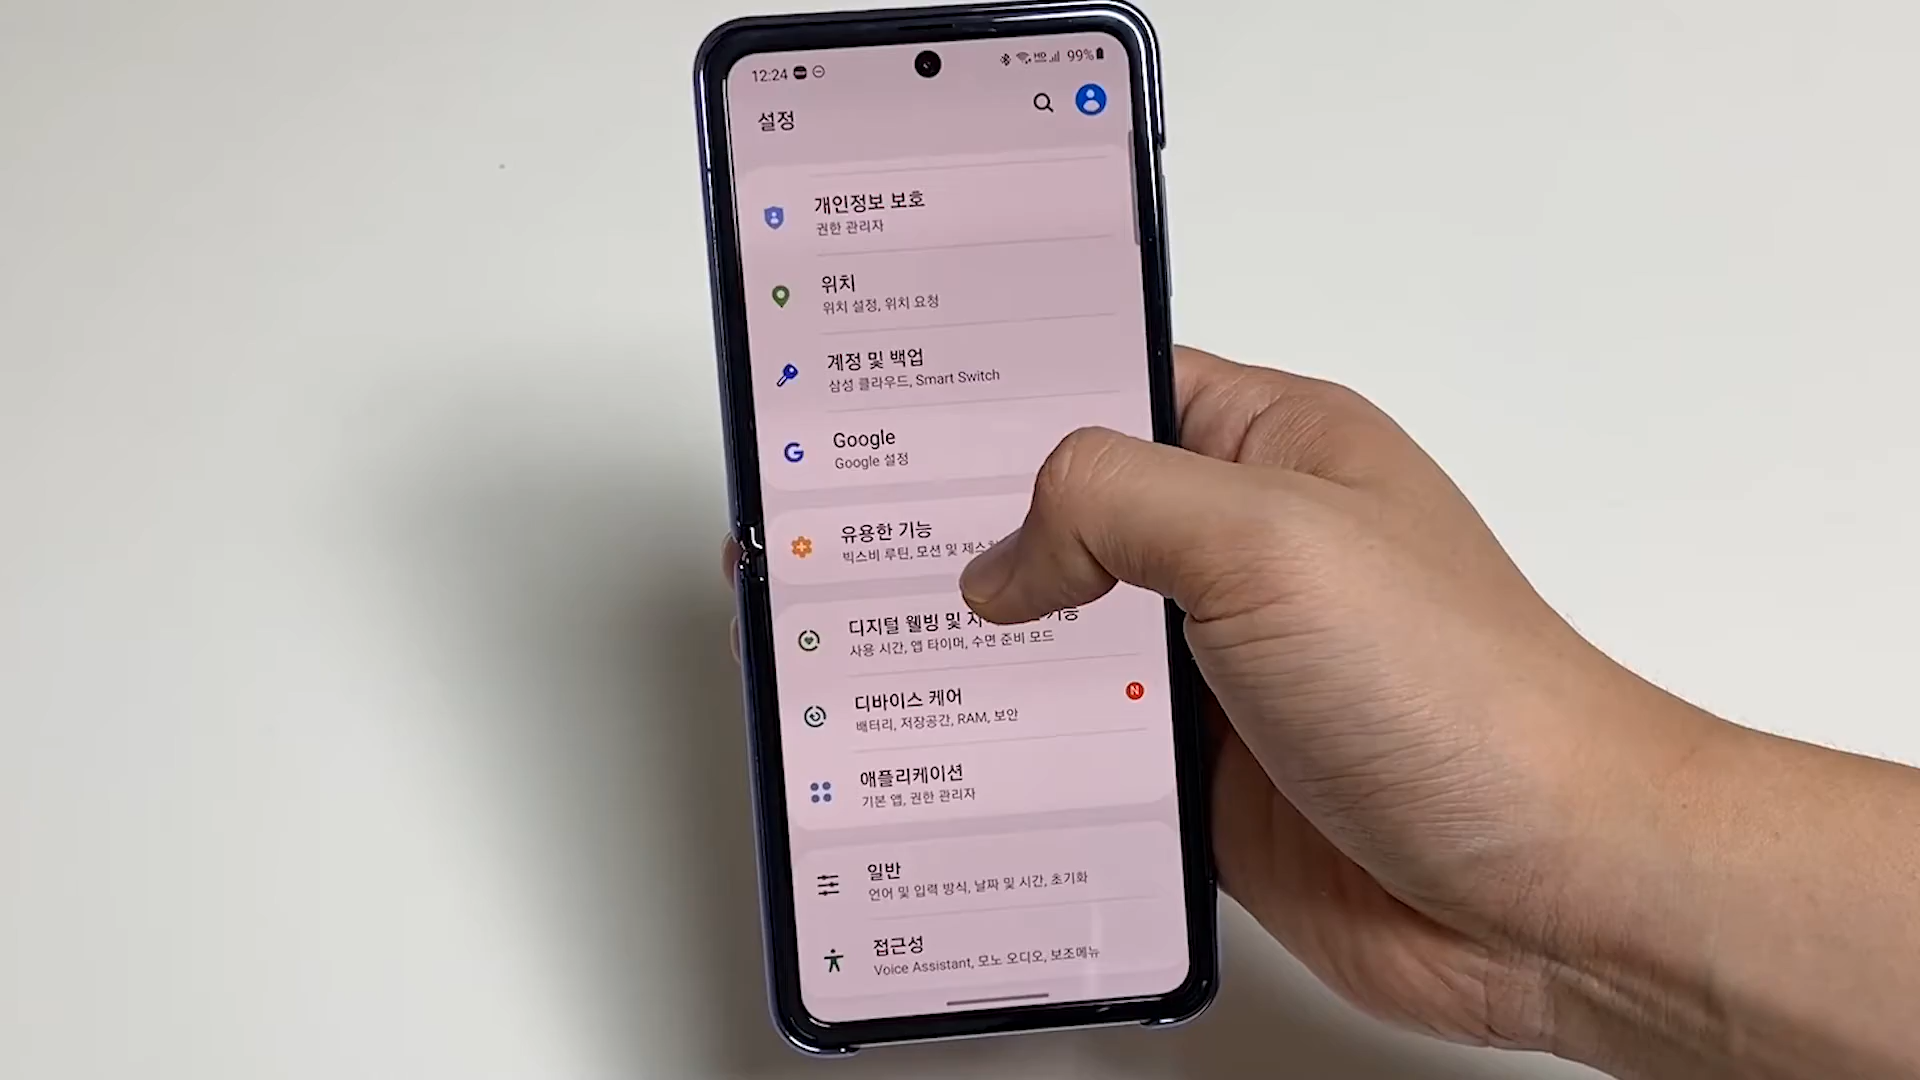 12:24
99%
설정
개인정보 보호
권한 관리자
위치
위치 설정, 위치 요청
계정 및 백업
삼성 클라우드, Smart Switch
Google
Google 설정
유용한 기능
빅스비 루틴, 모션 및
디지털 웰빙 및
사용 시간, 앱 타이머, 수면 준비 모드
디바이스 케어
N
배터리, 저장공간, RAM, 보안
애플리케이션
기본 앱, 권한 관리자
일반
언어 및 입력 방식, 날짜 및 시간, 초기화
접근성
Voice Assistant, 모노 오디오, 보조메뉴